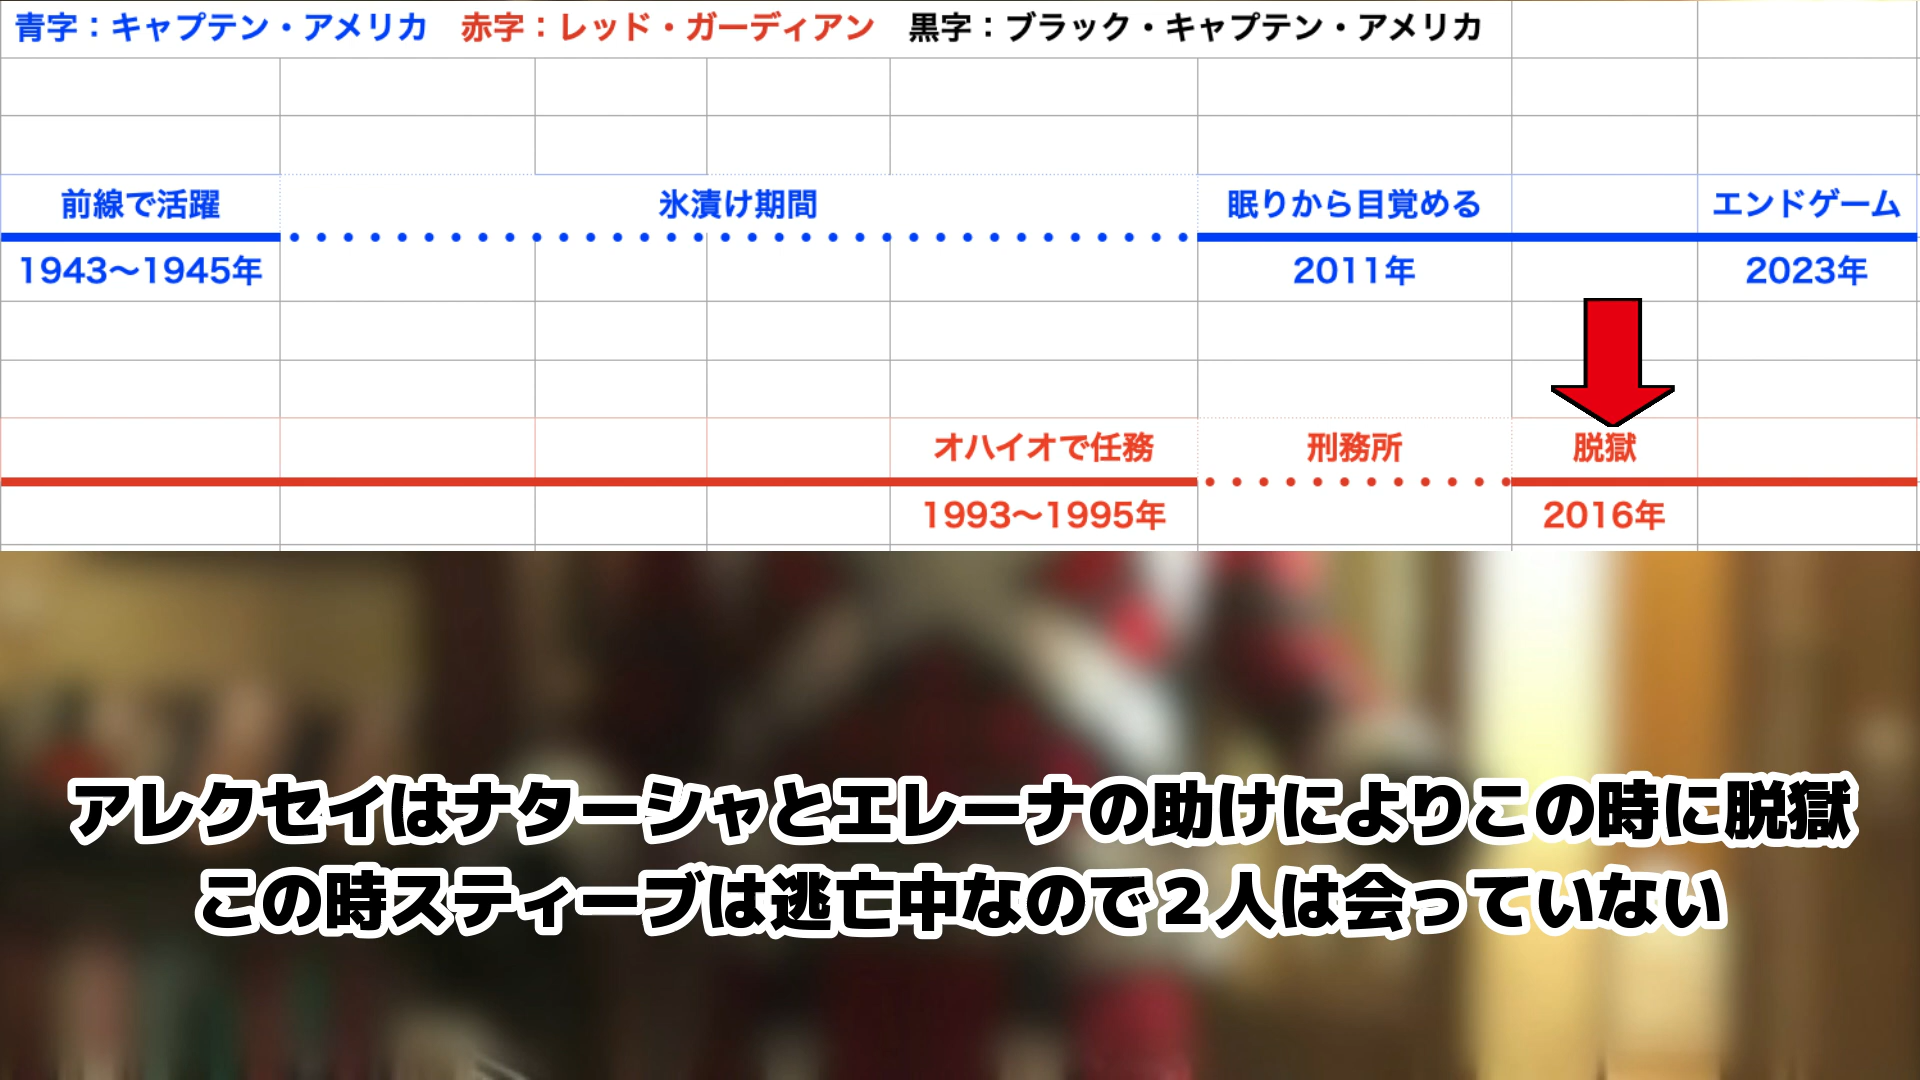 青字：キャプテン・アメリカ　赤字：レッド・ガーディアン　黒字：ブラック・キャプテン・アメリカ
前線で活躍　氷漬け期間　眠りから目覚める　エンドゲーム
1943〜1945年　2011年　2023年
オハイオで任務　刑務所　脱獄
1993〜1995年　2016年
アレクセイはナターシャとエレーナの助けによりこの時に脱獄
この時スティーブは逃亡中なので２人は会っていない